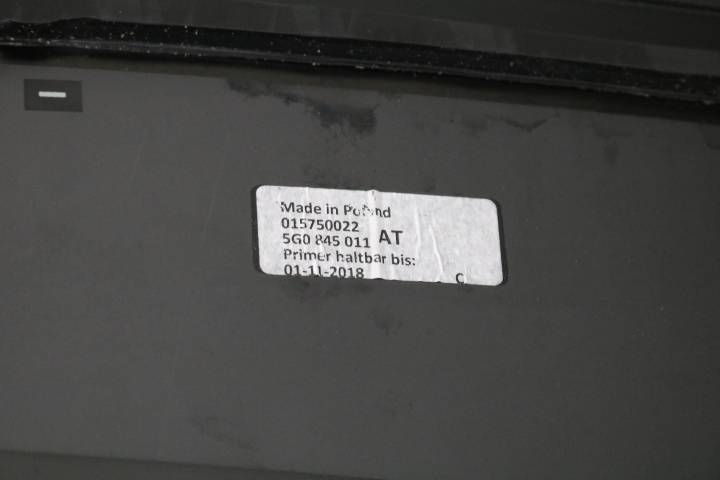 Made in Poland
015750022
5G0 845 011 AT
Primer haltbar bis:
01-11-2018 C